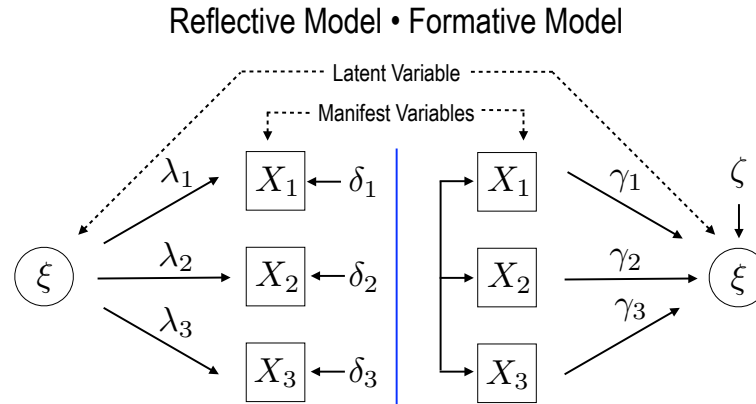 Reflective Model • Formative Model
Latent Variable
Manifest Variables
λ1 X1 δ1 X1 γ1 ζ
ξ λ2 X2 δ2 X2 γ2 ξ
λ3 X3 δ3 X3 γ3